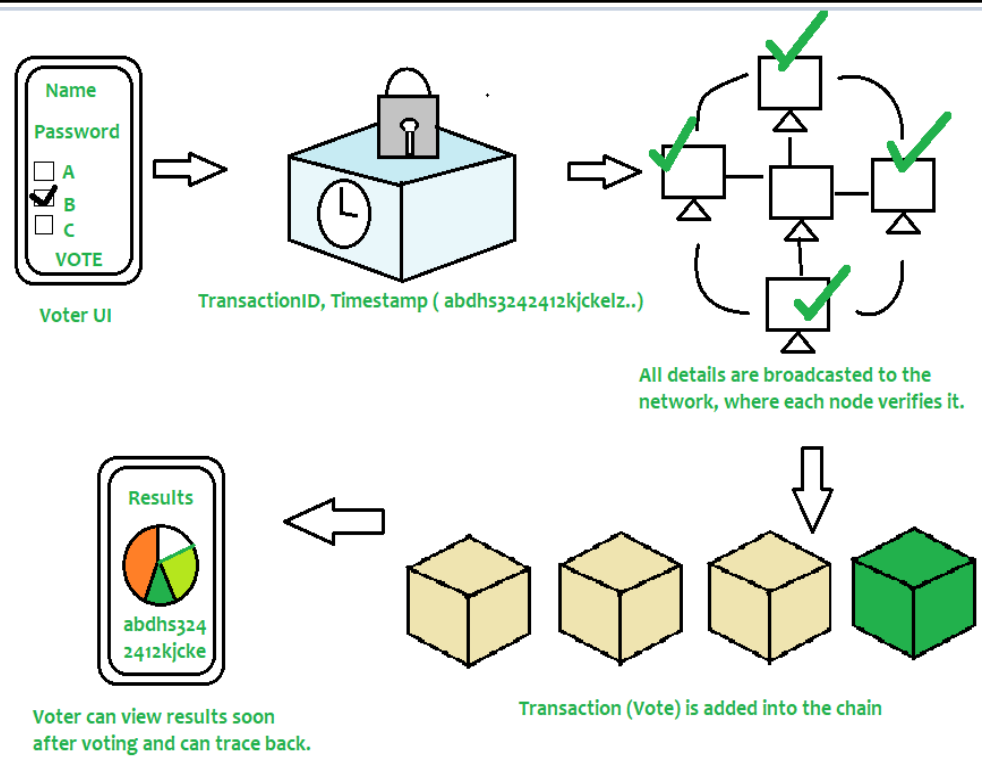 Name
Password
A
B
C
VOTE
Voter UI
TransactionID, Timestamp ( abdhs3242412kjckelz..)
All details are broadcasted to the
network, where each node verifies it.
Results
abdhs324
2412kjcke
Voter can view results soon
after voting and can trace back.
Transaction (Vote) is added into the chain